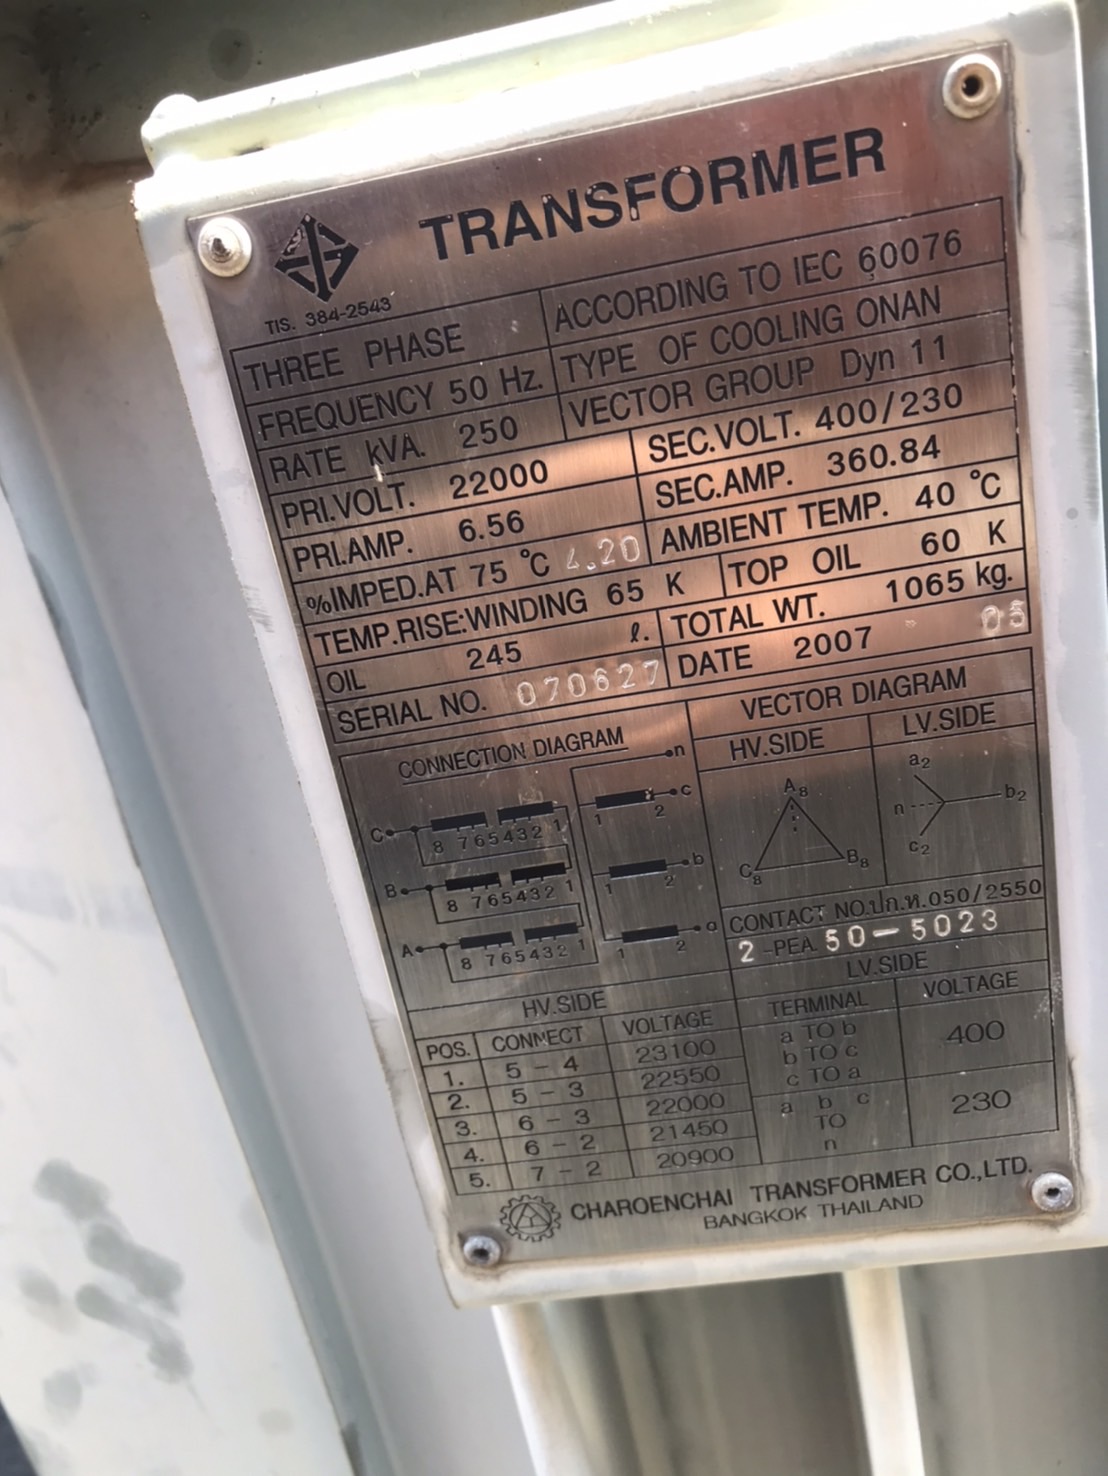 TRANSFORMER
TIS. 384-2543
THREE PHASE ACCORDING TO IEC 60076
FREQUENCY 50 Hz. TYPE OF COOLING ONAN
RATE kVA. 250 VECTOR GROUP Dyn 11
PRI.VOLT. 22000 SEC.VOLT. 400/230
PRI.AMP. 6.56 SEC.AMP. 360.84
%IMPED.AT 75 °C 4.20 AMBIENT TEMP. 40 °C
TEMP.RISE:WINDING 65 K TOP OIL 60 K
OIL 245 ℓ. TOTAL WT. 1065 kg.
SERIAL NO. 070627 DATE 2007 05
CONNECTION DIAGRAM
n
C 8 7 6 5 4 3 2 1 1 2 c
B 8 7 6 5 4 3 2 1 1 2 b
A 8 7 6 5 4 3 2 1 1 2 a
VECTOR DIAGRAM
HV.SIDE LV.SIDE
A8 a2
n b2
C8 B8 c2
CONTACT NO.ปก.ห.050/2550
2 -PEA. 50-5023
HV.SIDE
POS. CONNECT VOLTAGE
1. 5 - 4 23100
2. 5 - 3 22550
3. 6 - 3 22000
4. 6 - 2 21450
5. 7 - 2 20900
LV.SIDE
TERMINAL VOLTAGE
a TO b
b TO c 400
c TO a
a b c
TO 230
n
CHAROENCHAI TRANSFORMER CO.,LTD.
BANGKOK THAILAND